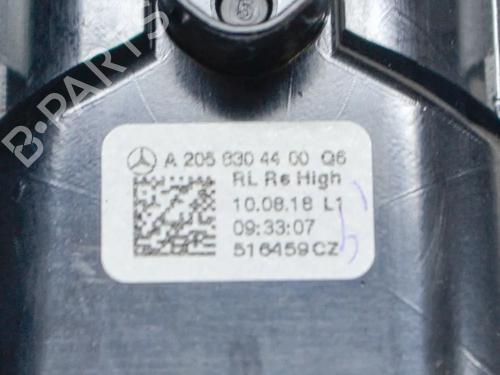 5
B-PARTS
A 205 830 44 00 Q6
RL Re High
10.08.18 L1
09:33:07
516459CZ